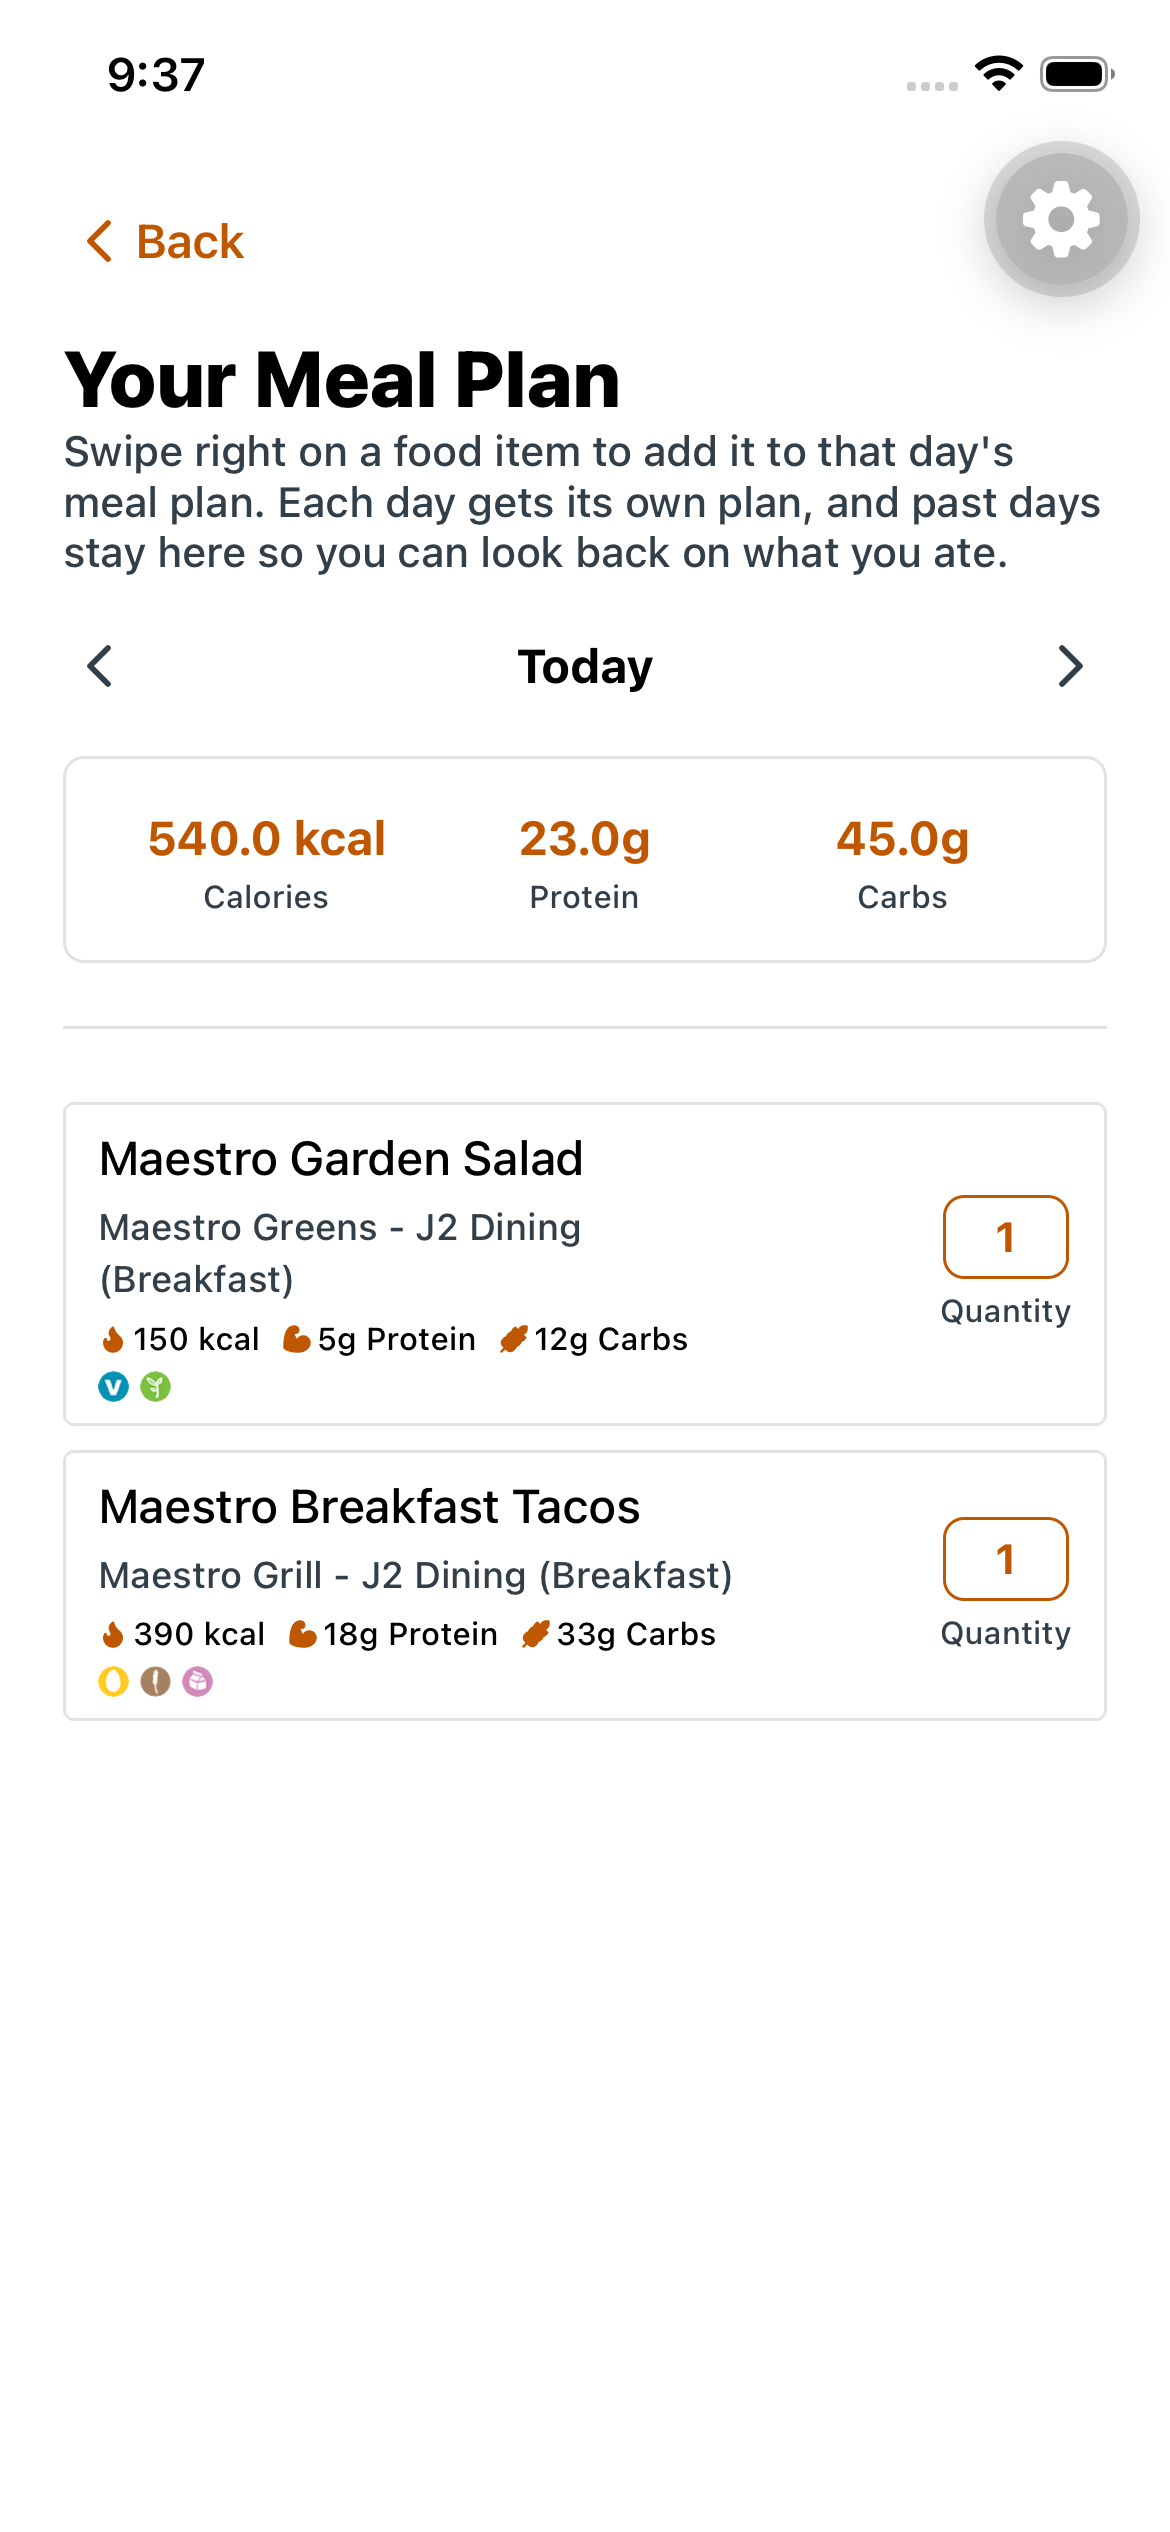 9:37
Back
Your Meal Plan
Swipe right on a food item to add it to that day's
meal plan. Each day gets its own plan, and past days
stay here so you can look back on what you ate.
Today
540.0 kcal
Calories
23.0g
Protein
45.0g
Carbs
Maestro Garden Salad
Maestro Greens - J2 Dining
(Breakfast)
150 kcal 5g Protein 12g Carbs
V
1
Quantity
Maestro Breakfast Tacos
Maestro Grill - J2 Dining (Breakfast)
390 kcal 18g Protein 33g Carbs
1
Quantity